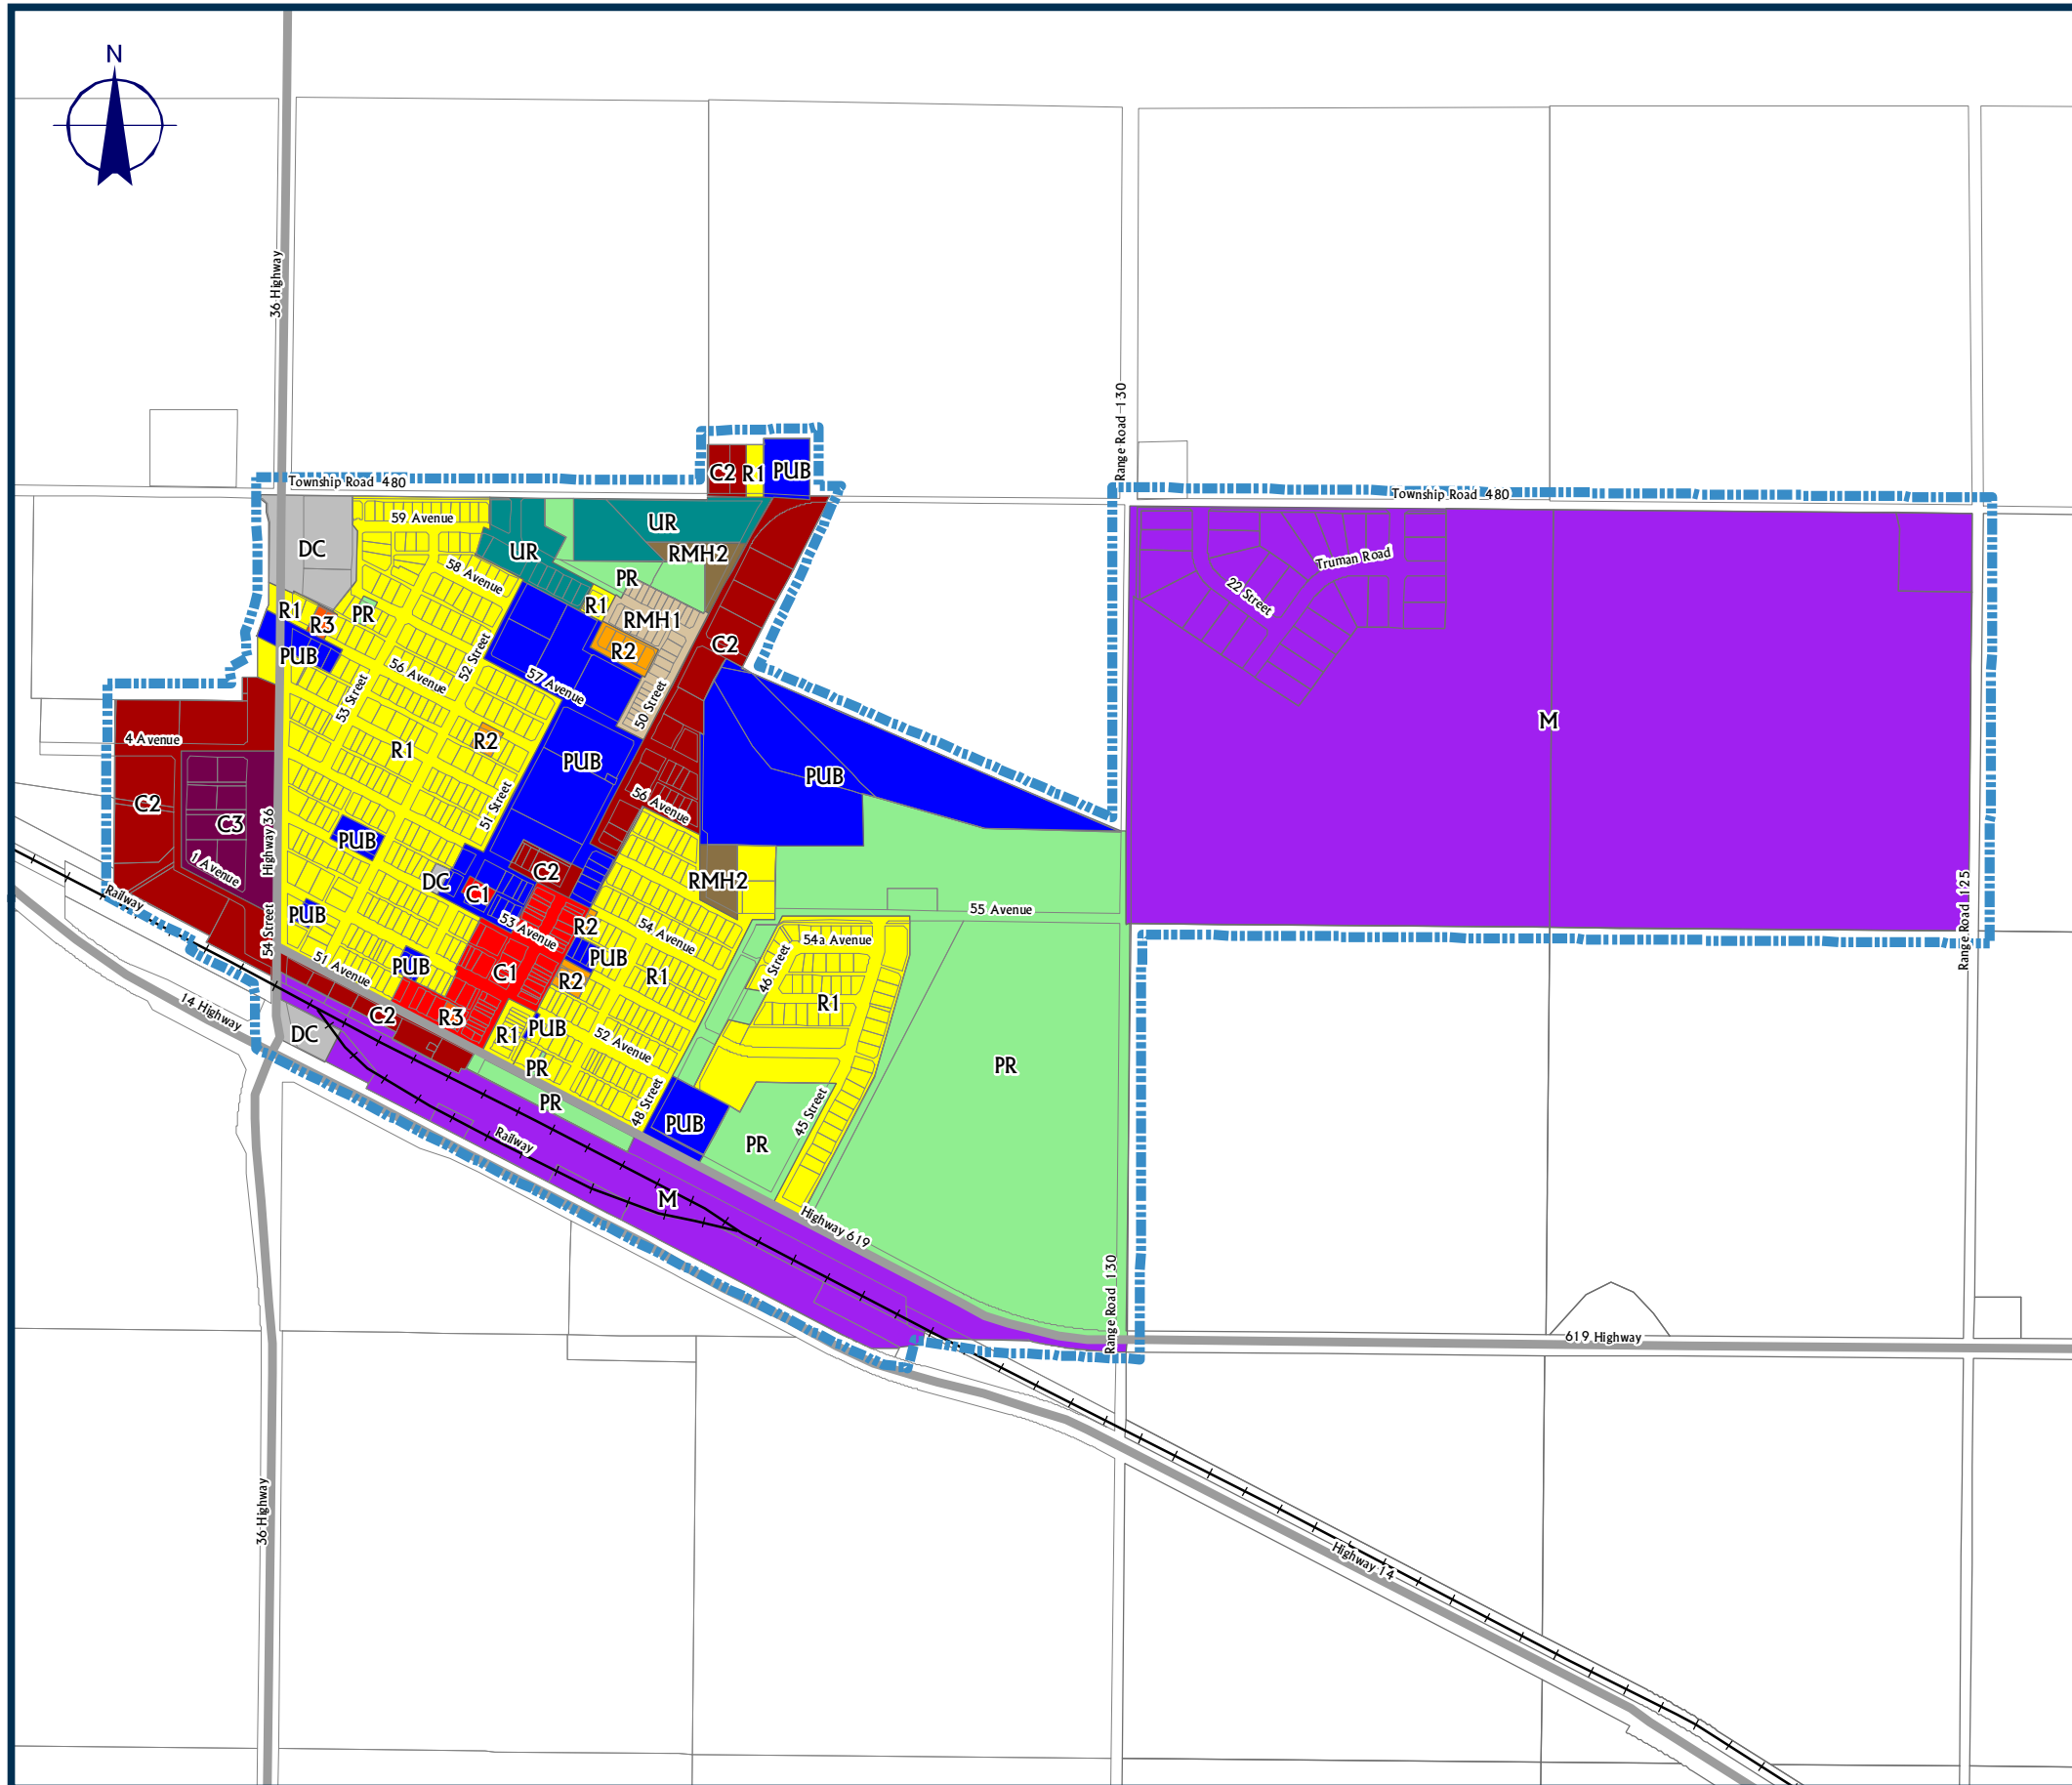 N
36 Highway
Range Road 130
C2
R1
PUB
Township Road 480
Township Road 480
59 Avenue
UR
DC
UR
RMH2
Truman Road
58 Avenue
PR
22 Street
R1
R1
PR
R3
RMH1
C2
R2
PUB
52 Street
56 Avenue
57 Avenue
53 Street
50 Street
M
4 Avenue
R2
R1
PUB
PUB
C2
51 Street
56 Avenue
C3
Highway 36
PUB
1 Avenue
C2
DC
RMH2
C1
Railway
Range Road 125
PUB
55 Avenue
54 Street
53 Avenue
R2
54 Avenue
54a Avenue
PUB
51 Avenue
PUB
46 Street
C1
R2
R1
R1
14 Highway
C2
R3
DC
R1
PUB
52 Avenue
PR
PR
PR
48 Street
45 Street
PUB
Railway
PR
M
Highway 619
Range Road 130
619 Highway
36 Highway
Highway 14